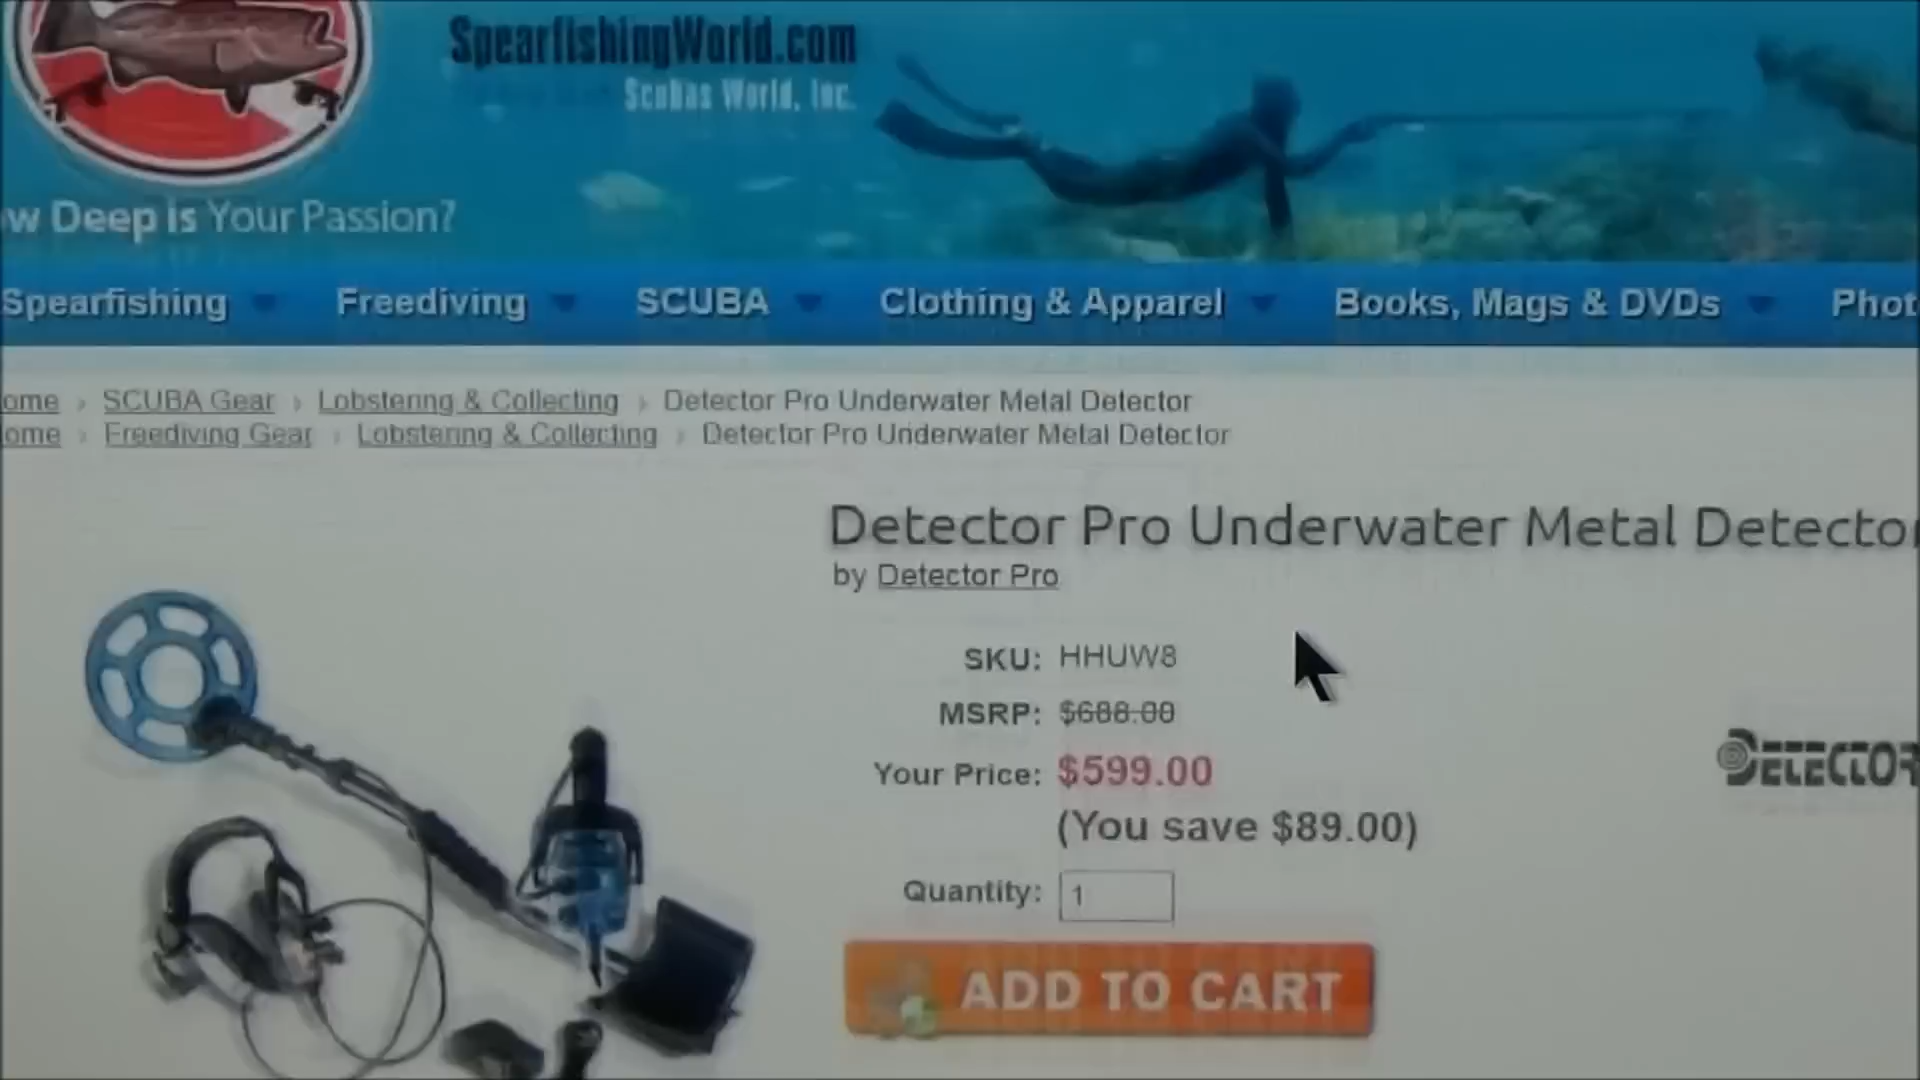 SpearfishingWorld.com
Scubas World, Inc.
w Deep is Your Passion?
Spearfishing Freediving SCUBA Clothing & Apparel Books, Mags & DVDs Phot
ome › SCUBA Gear › Lobstering & Collecting › Detector Pro Underwater Metal Detector
ome › Freediving Gear › Lobstering & Collecting › Detector Pro Underwater Metal Detector
Detector Pro Underwater Metal Detector
by Detector Pro
SKU: HHUW8
MSRP: $688.00
Your Price: $599.00
(You save $89.00)
DETECTOR
Quantity: 1
ADD TO CART